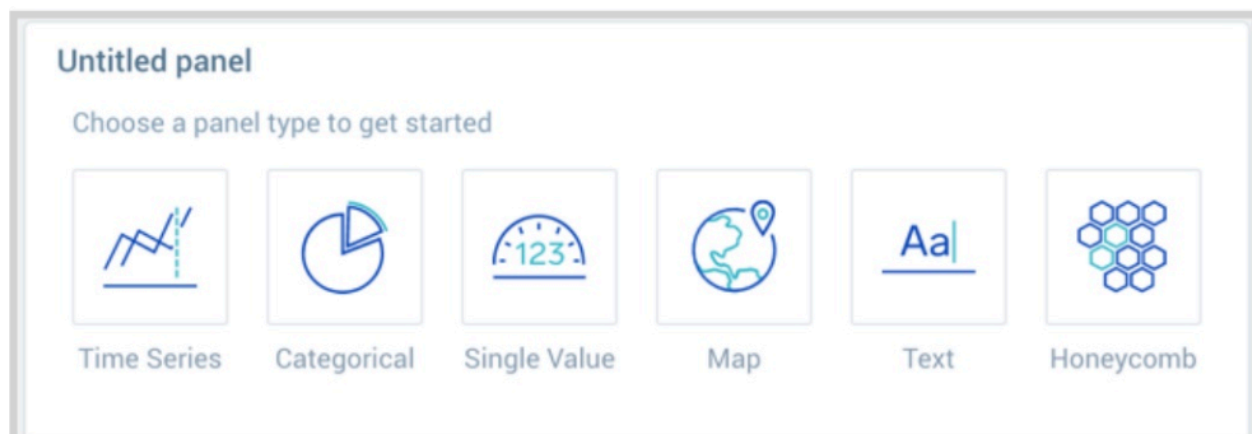 Untitled panel
Choose a panel type to get started
123
Aa
Time Series
Categorical
Single Value
Map
Text
Honeycomb